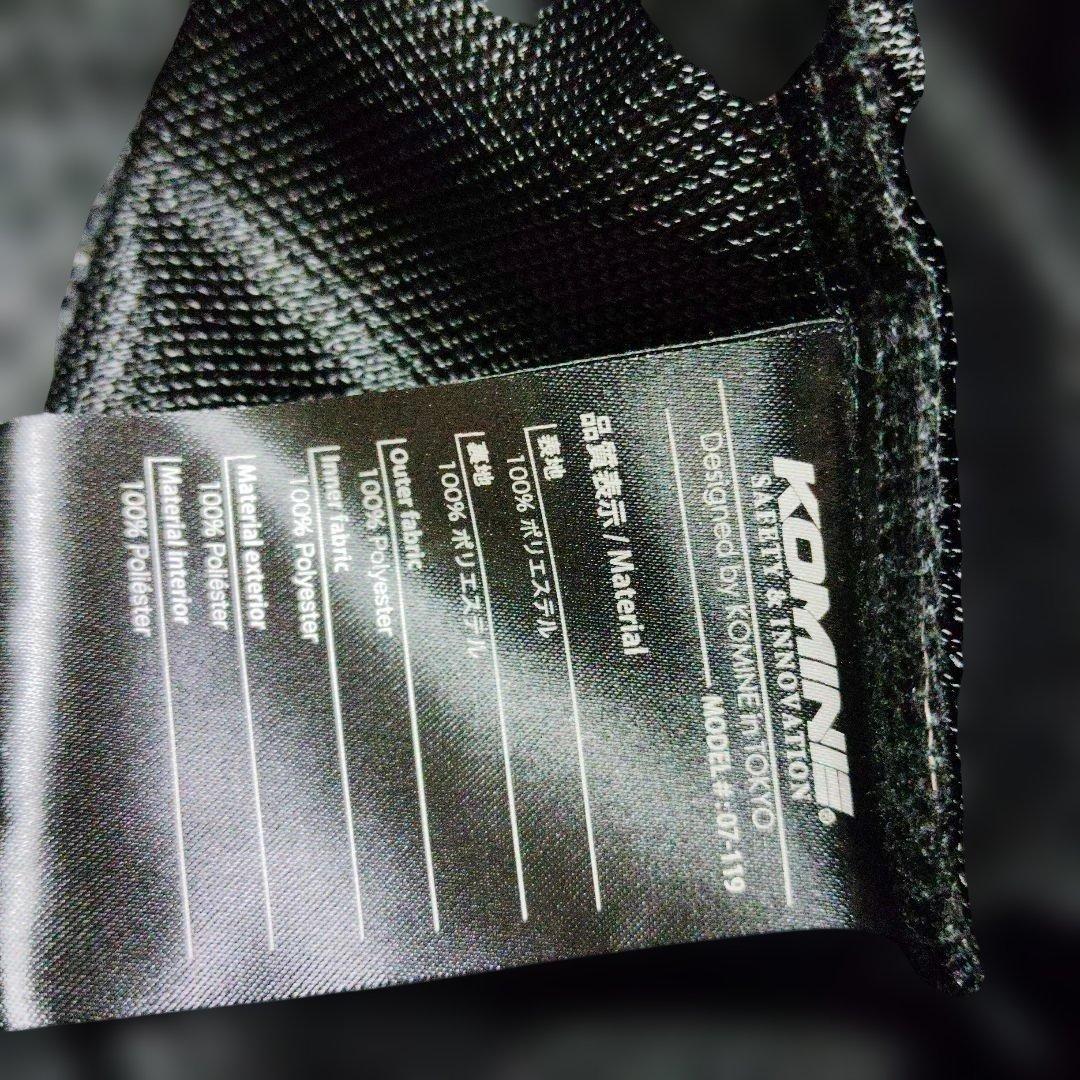 KOMINE®
SAFETY & INNOVATION
Designed by KOMINE in TOKYO
MODEL#:07-119
品質表示 / Material
表地
100% ポリエステル
裏地
100% ポリエステル
Outer fabric
100% Polyester
Inner fabric
100% Polyester
Material exterior
100% Poliéster
Material interior
100% Poliéster